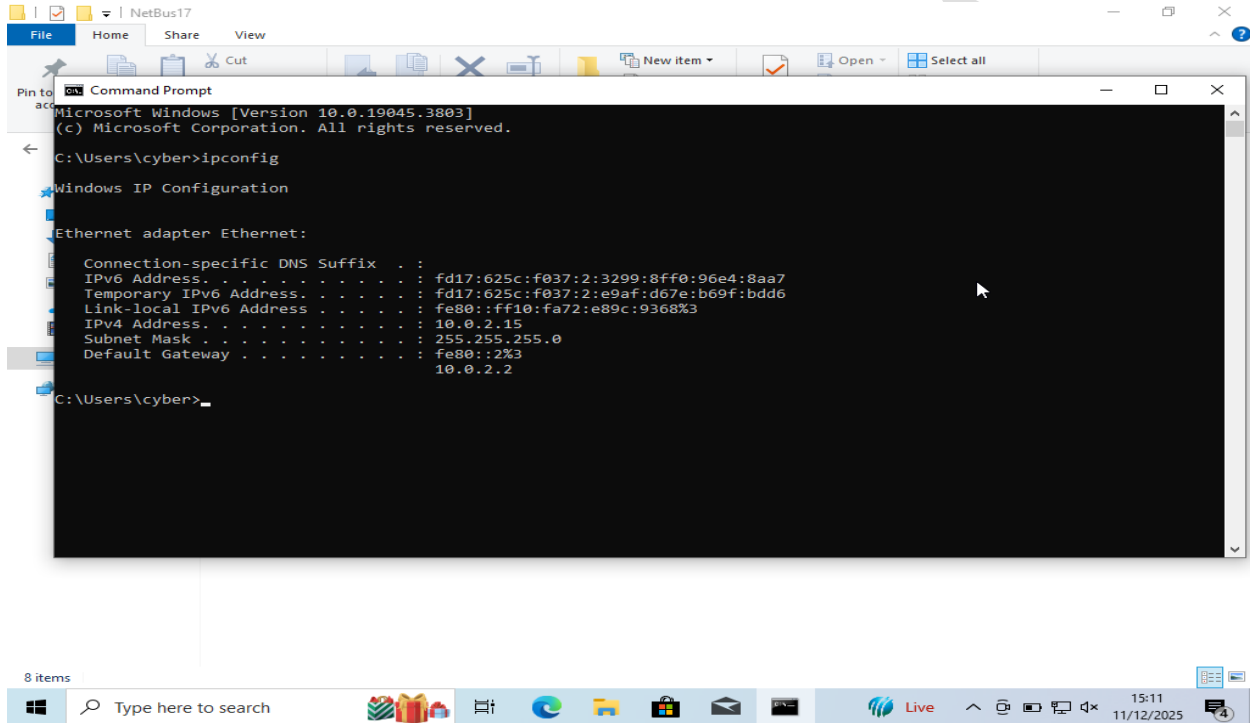 NetBus17
File Home Share View
Cut
New item
Open
Select all
Pin to
Command Prompt
Microsoft Windows [Version 10.0.19045.3803]
(c) Microsoft Corporation. All rights reserved.
C:\Users\cyber>ipconfig
Windows IP Configuration
Ethernet adapter Ethernet:
Connection-specific DNS Suffix  . :
IPv6 Address. . . . . . . . . . . : fd17:625c:f037:2:3299:8ff0:96e4:8aa7
Temporary IPv6 Address. . . . . . : fd17:625c:f037:2:e9af:d67e:b69f:bdd6
Link-local IPv6 Address . . . . . : fe80::ff10:fa72:e89c:9368%3
IPv4 Address. . . . . . . . . . . : 10.0.2.15
Subnet Mask . . . . . . . . . . . : 255.255.255.0
Default Gateway . . . . . . . . . : fe80::2%3
10.0.2.2
C:\Users\cyber>
8 items
Type here to search
Live
15:11
11/12/2025
4